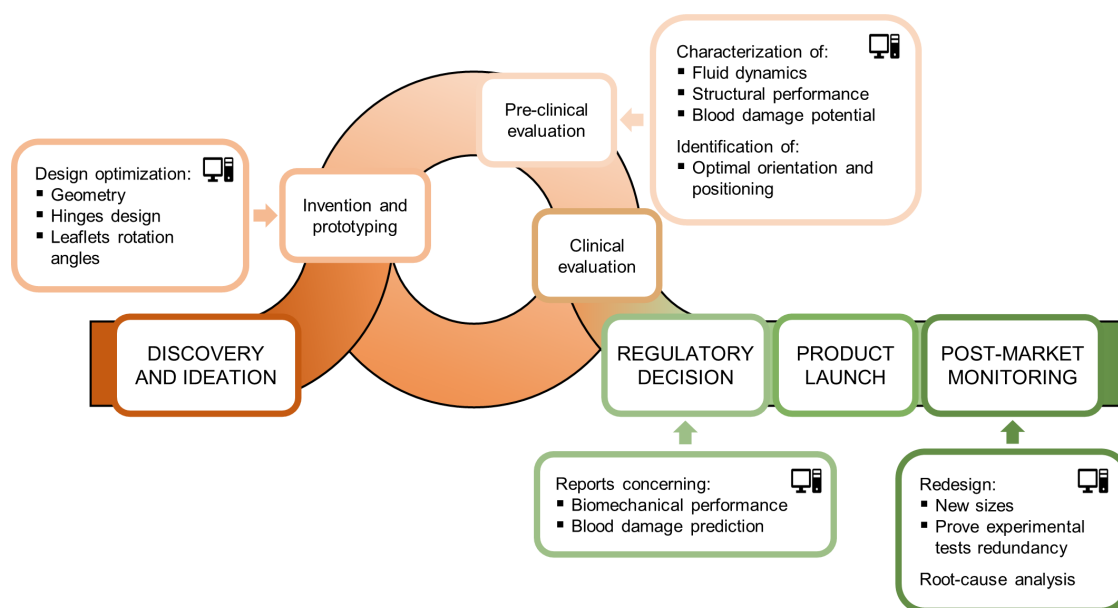 Characterization of:
▪ Fluid dynamics
▪ Structural performance
▪ Blood damage potential
Identification of:
▪ Optimal orientation and
positioning
Pre-clinical
evaluation
Design optimization:
▪ Geometry
▪ Hinges design
▪ Leaflets rotation
angles
Invention and
prototyping
Clinical
evaluation
DISCOVERY
AND IDEATION
REGULATORY
DECISION
PRODUCT
LAUNCH
POST-MARKET
MONITORING
Reports concerning:
▪ Biomechanical performance
▪ Blood damage prediction
Redesign:
▪ New sizes
▪ Prove experimental
tests redundancy
Root-cause analysis